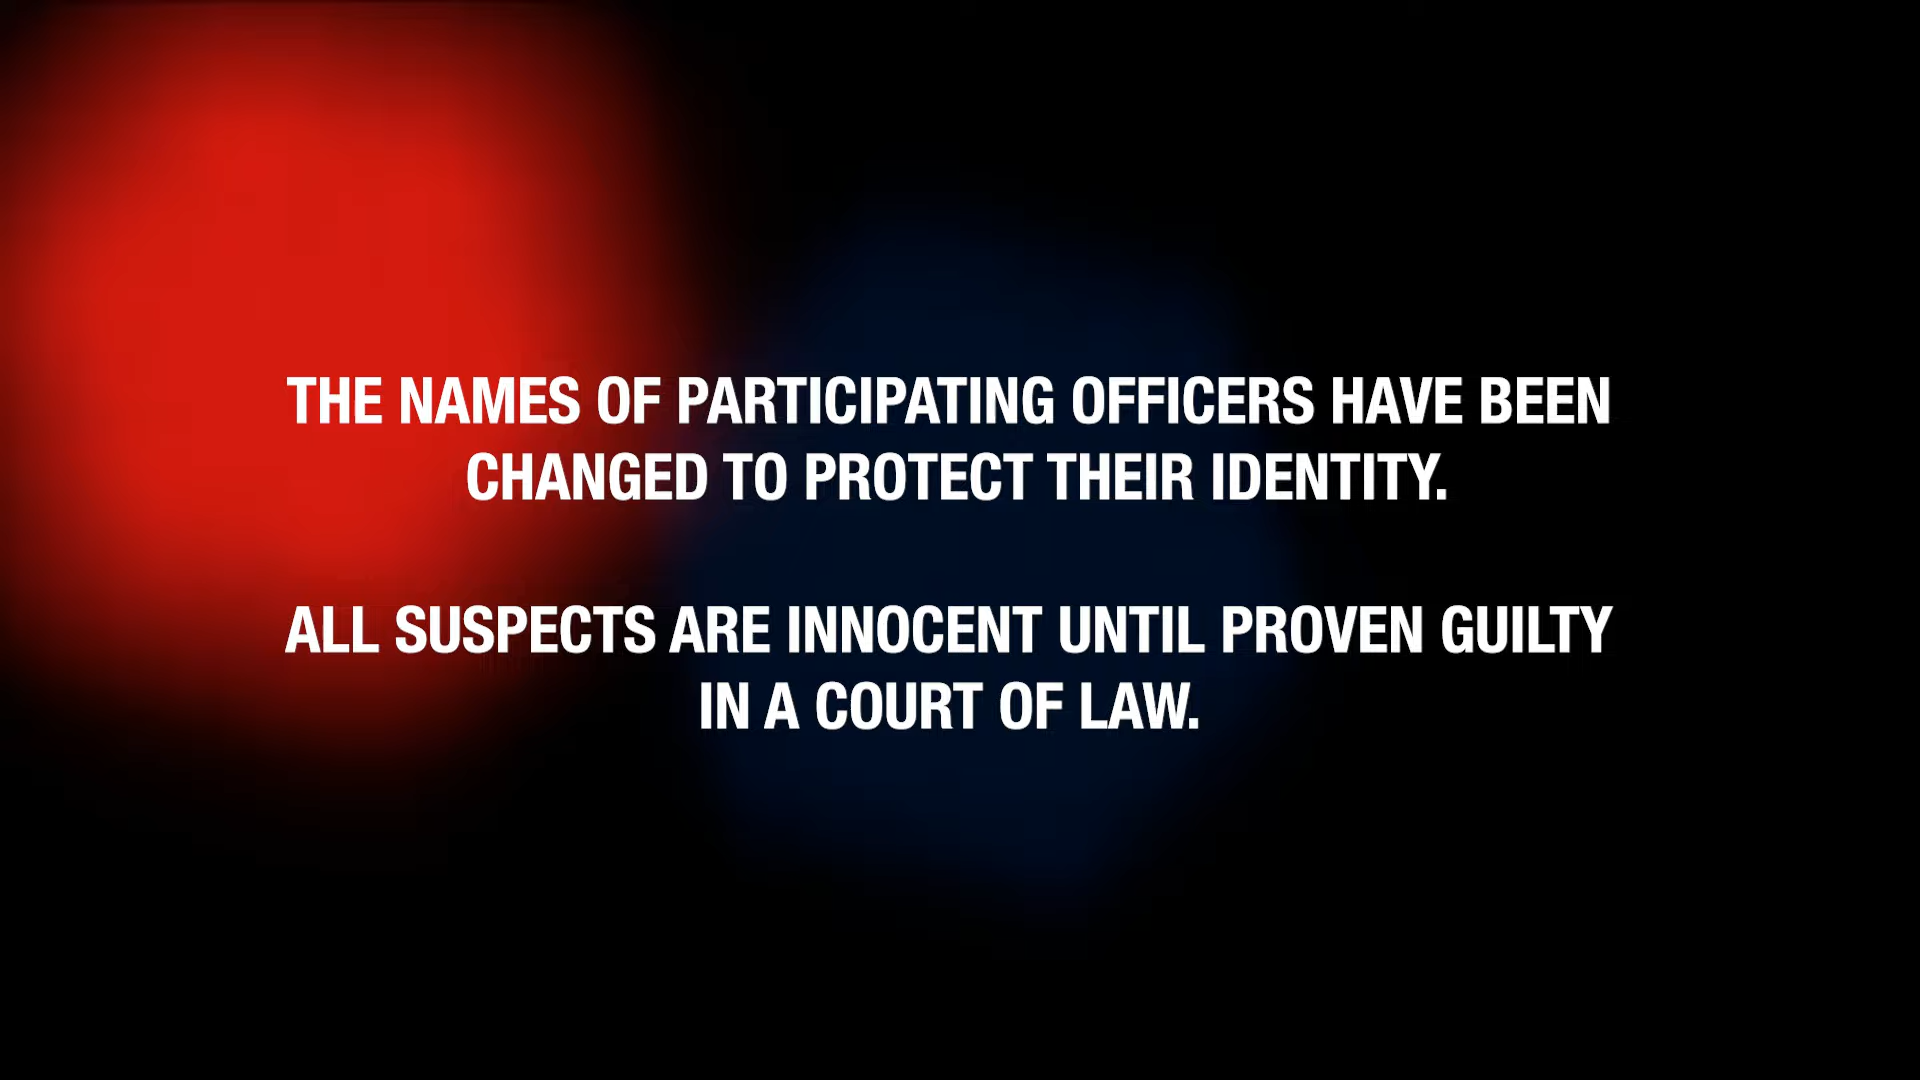 THE NAMES OF PARTICIPATING OFFICERS HAVE BEEN
CHANGED TO PROTECT THEIR IDENTITY.
ALL SUSPECTS ARE INNOCENT UNTIL PROVEN GUILTY
IN A COURT OF LAW.